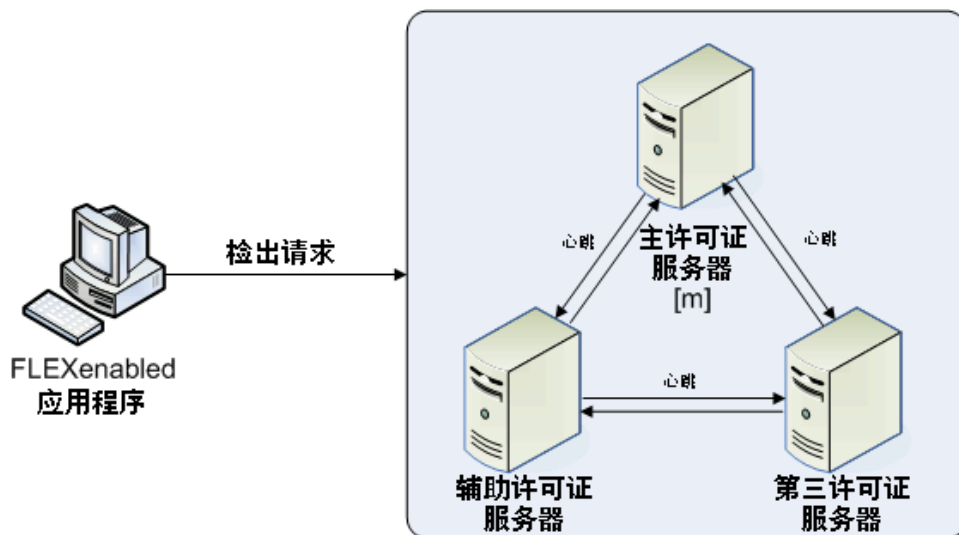 检出请求
FLEXenabled
应用程序
心跳
主许可证
服务器
[m]
心跳
心跳
辅助许可证
服务器
第三许可证
服务器